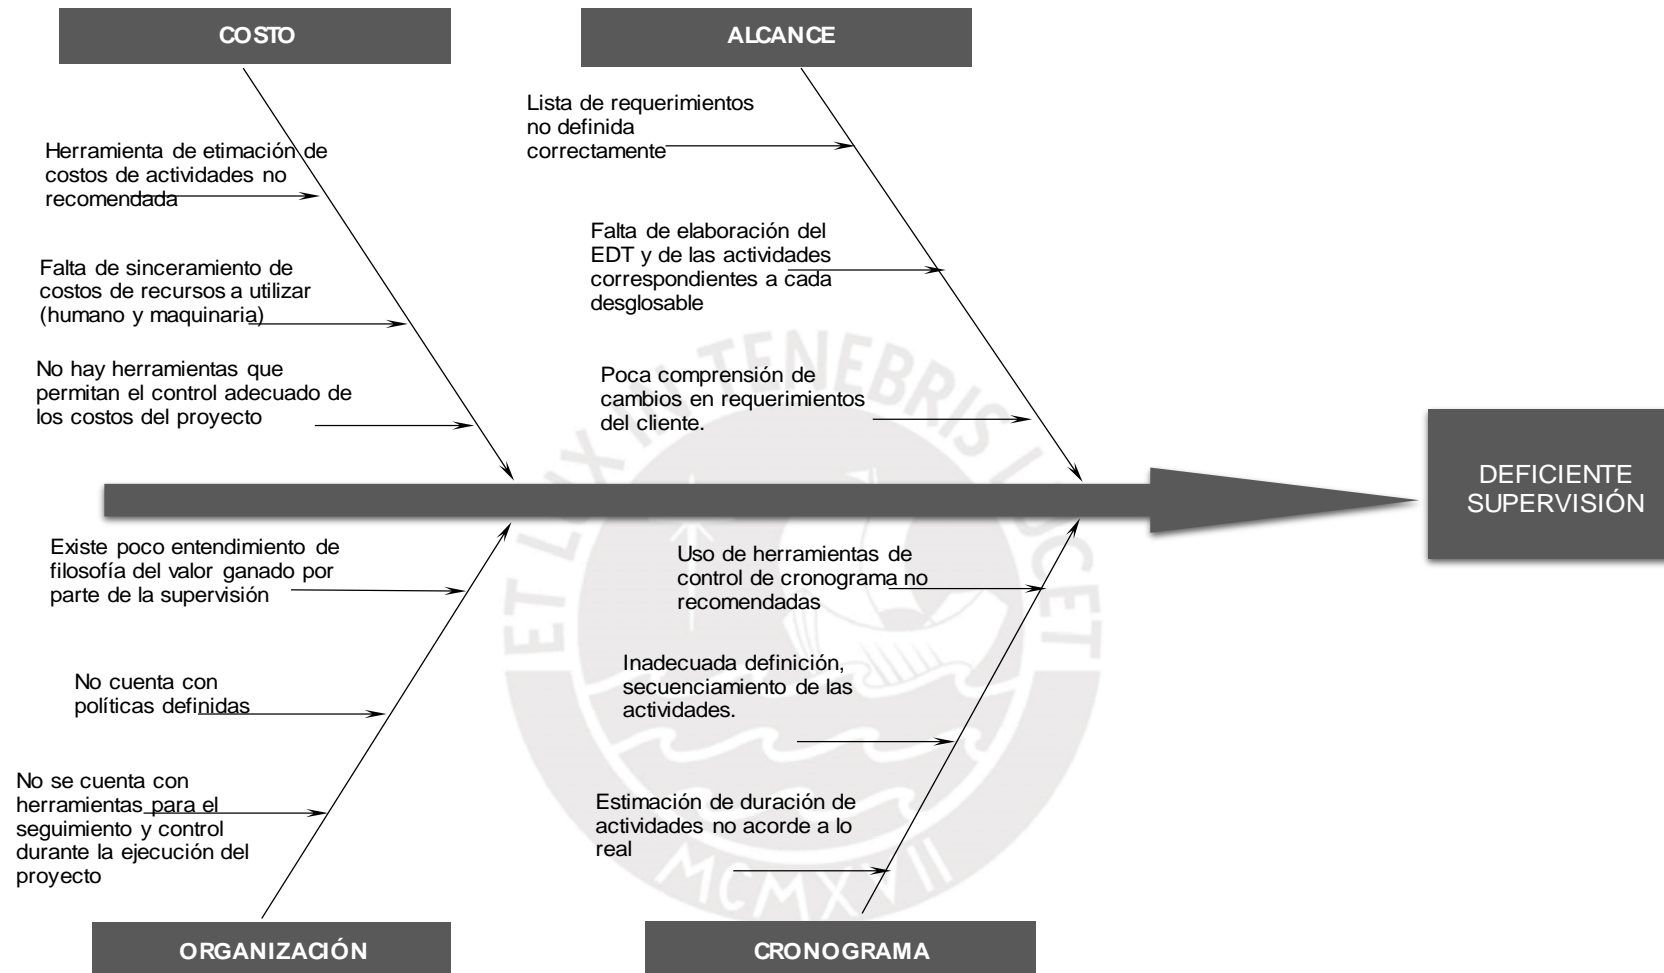 COSTO
ALCANCE
Lista de requerimientos
no definida
correctamente
Herramienta de etimación de
costos de actividades no
recomendada
Falta de elaboración del
EDT y de las actividades
correspondientes a cada
desglosable
Falta de sinceramiento de
costos de recursos a utilizar
(humano y maquinaria)
No hay herramientas que
permitan el control adecuado de
los costos del proyecto
Poca comprensión de
cambios en requerimientos
del cliente.
DEFICIENTE
SUPERVISIÓN
Existe poco entendimiento de
filosofía del valor ganado por
parte de la supervisión
Uso de herramientas de
control de cronograma no
recomendadas
No cuenta con
políticas definidas
Inadecuada definición,
secuenciamiento de las
actividades.
No se cuenta con
herramientas para el
seguimiento y control
durante la ejecución del
proyecto
Estimación de duración de
actividades no acorde a lo
real
ORGANIZACIÓN
CRONOGRAMA
ET LUX IN TENEBRIS LUCET
MCMXVII